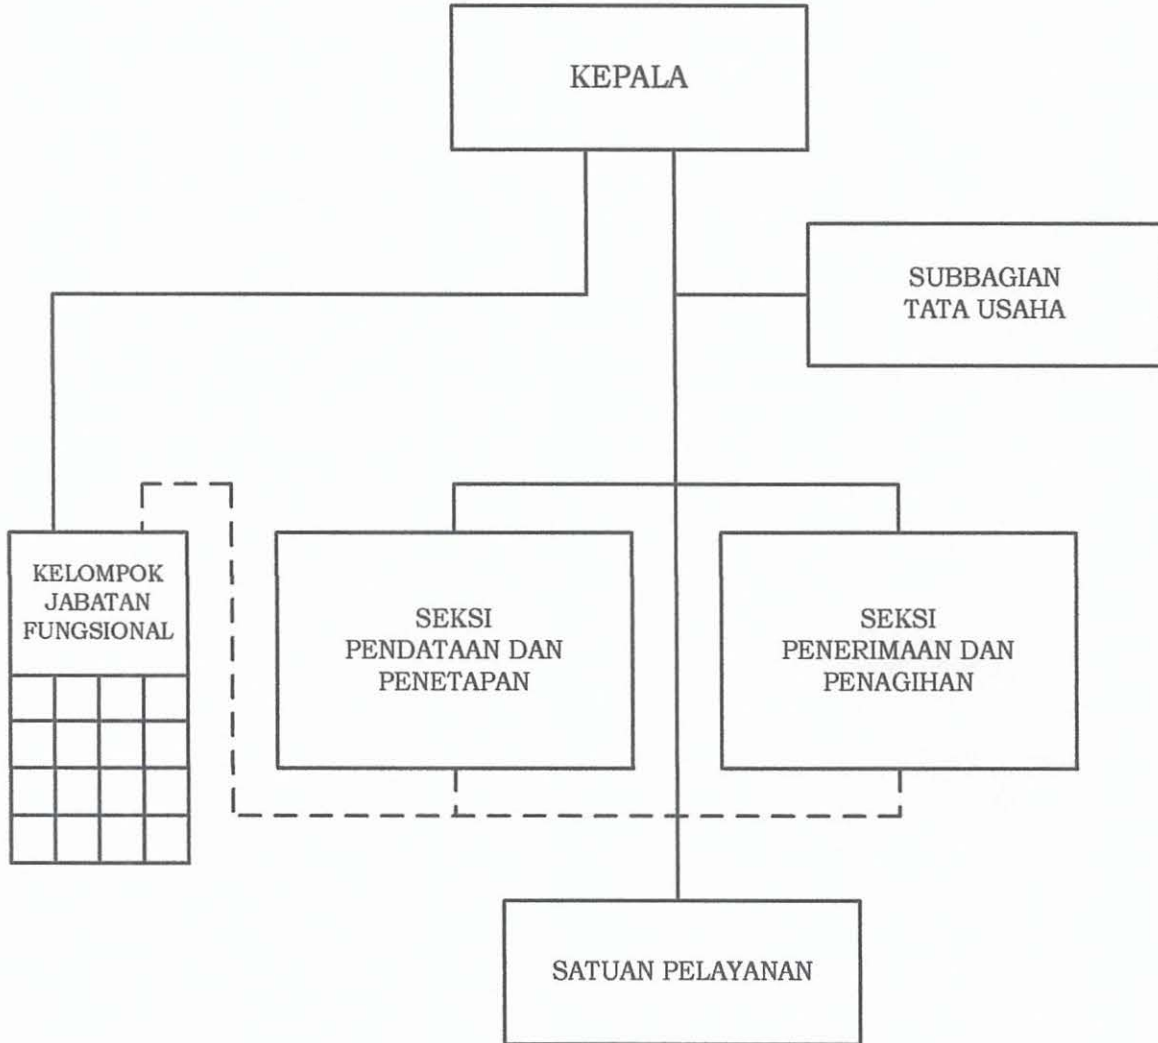 KEPALA
SUBBAGIAN
TATA USAHA
KELOMPOK
JABATAN
FUNGSIONAL
SEKSI
PENDATAAN DAN
PENETAPAN
SEKSI
PENERIMAAN DAN
PENAGIHAN
SATUAN PELAYANAN